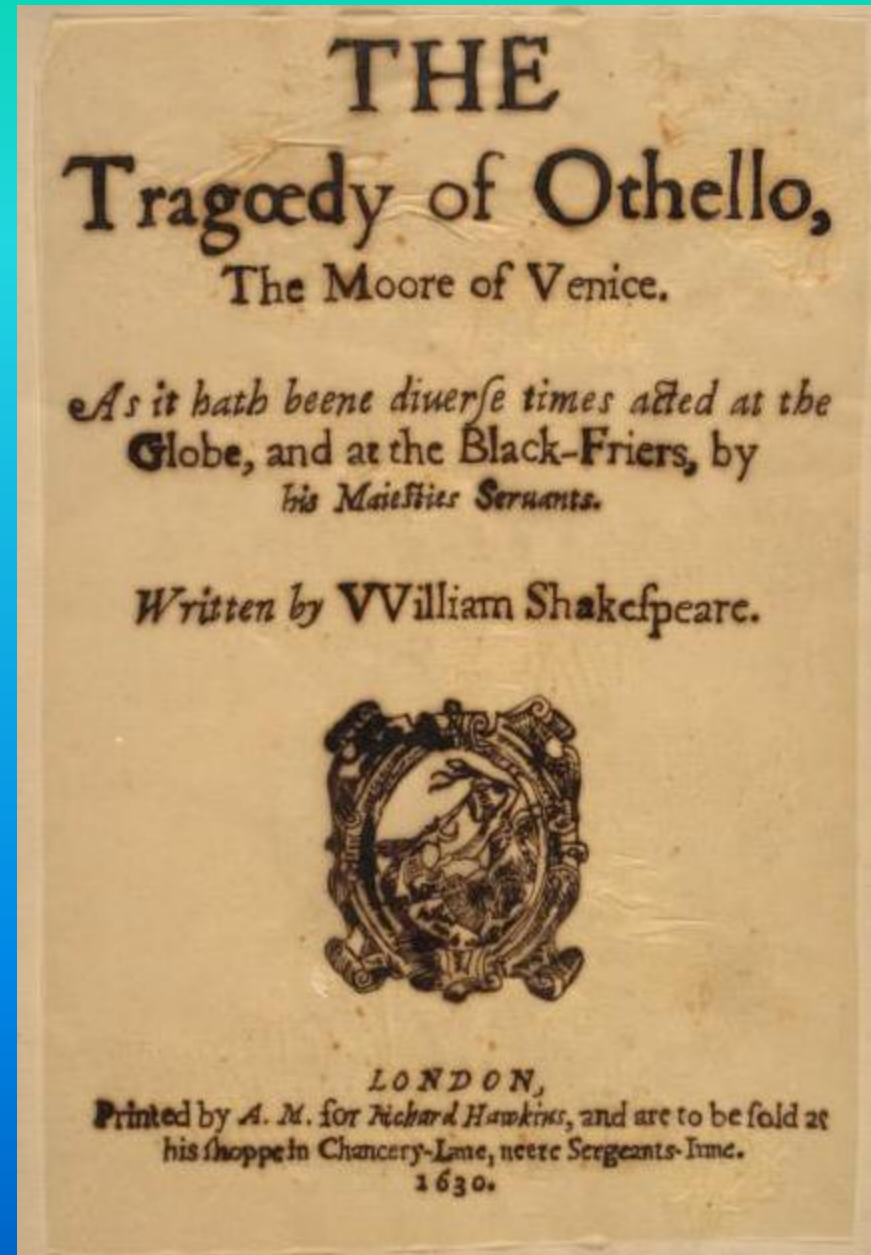 THE
Tragœdy of Othello,
The Moore of Venice.
As it hath beene diuerſe times acted at the
Globe, and at the Black-Friers, by
his Maieſties Seruants.
Written by VVilliam Shakeſpeare.
LONDON,
Printed by A. M. for Richard Hawkins, and are to be ſold at
his ſhoppe in Chancery-Lane, neere Sergeants-Inne.
1630.